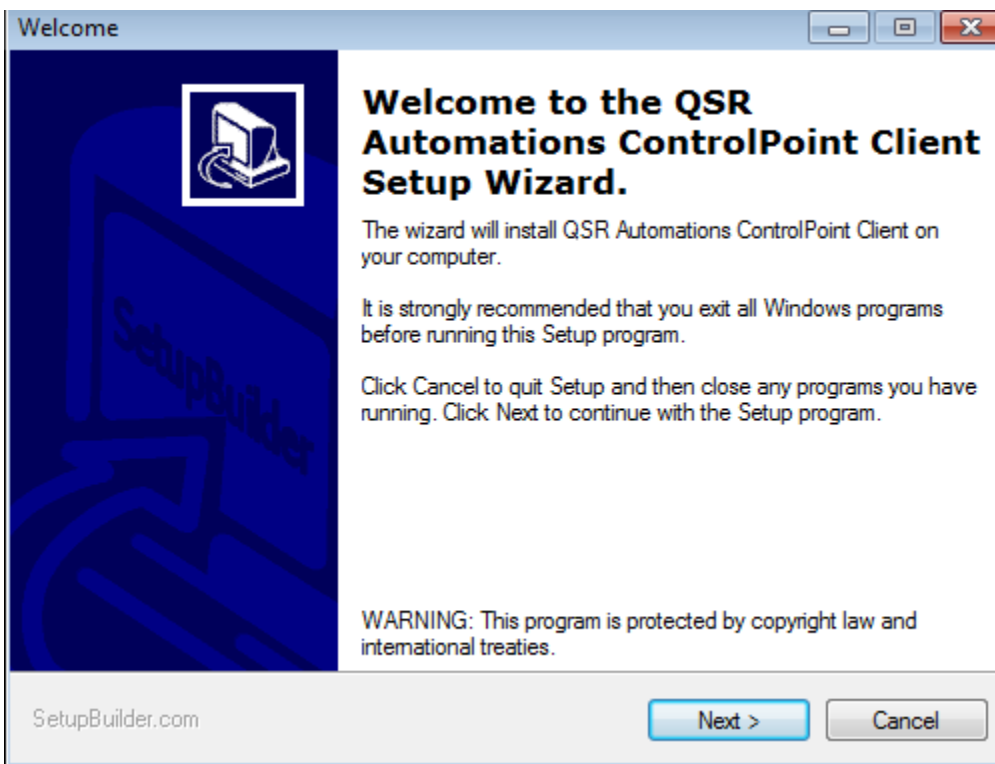 Welcome
Welcome to the QSR
Automations ControlPoint Client
Setup Wizard.
The wizard will install QSR Automations ControlPoint Client on
your computer.
It is strongly recommended that you exit all Windows programs
before running this Setup program.
Click Cancel to quit Setup and then close any programs you have
running. Click Next to continue with the Setup program.
SetupBuilder
WARNING: This program is protected by copyright law and
international treaties.
SetupBuilder.com
Next >
Cancel